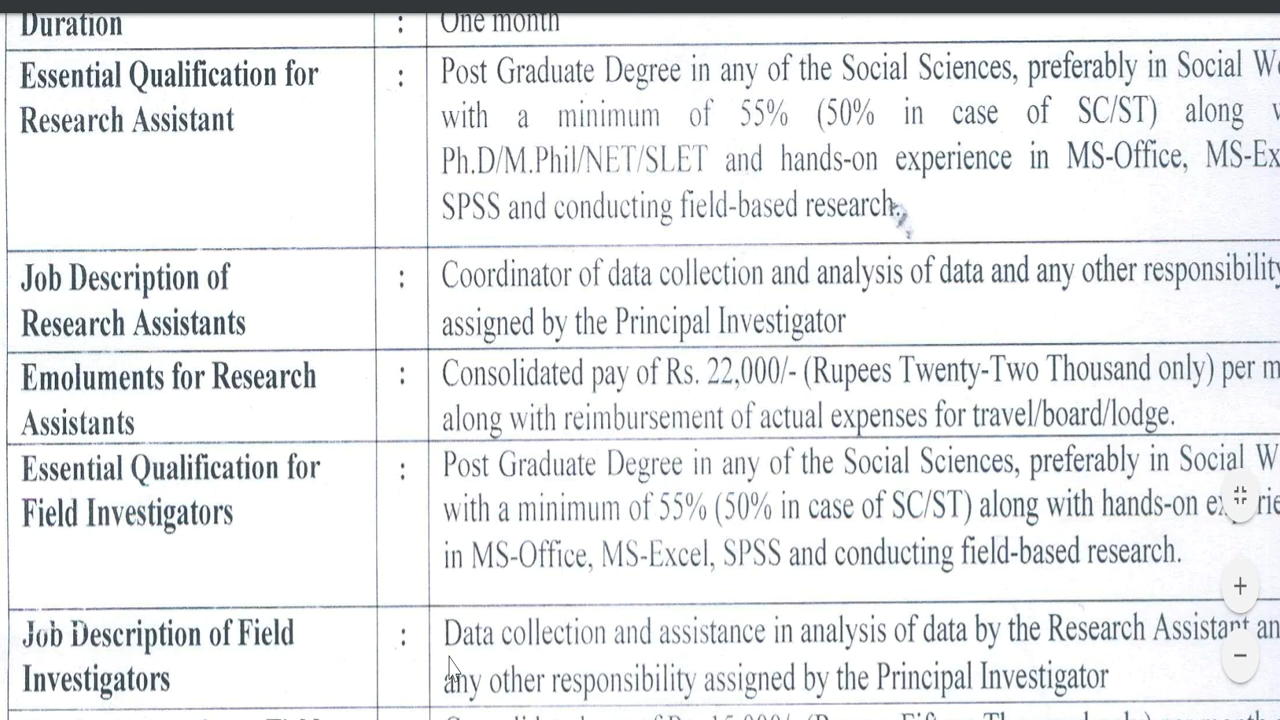 Duration : One month
Essential Qualification for : Post Graduate Degree in any of the Social Sciences, preferably in Social
Research Assistant with a minimum of 55% (50% in case of SC/ST) along
Ph.D/M.Phil/NET/SLET and hands-on experience in MS-Office,
SPSS and conducting field-based research.
Job Description of : Coordinator of data collection and analysis of data and any other responsibility
Research Assistants assigned by the Principal Investigator
Emoluments for Research : Consolidated pay of Rs. 22,000/- (Rupees Twenty-Two Thousand only) per
Assistants along with reimbursement of actual expenses for travel/board/lodge.
Essential Qualification for : Post Graduate Degree in any of the Social Sciences, preferably in Social
Field Investigators with a minimum of 55% (50% in case of SC/ST) along with hands-on
in MS-Office, MS-Excel, SPSS and conducting field-based research.
Job Description of Field : Data collection and assistance in analysis of data by the Research Assistant
Investigators any other responsibility assigned by the Principal Investigator